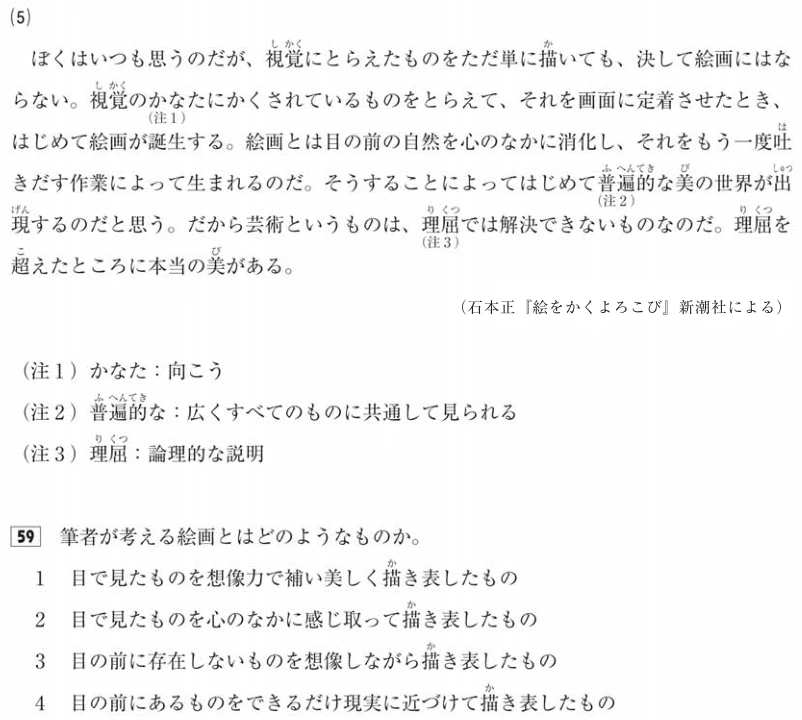 (5)
ぼくはいつも思うのだが、視覚にとらえたものをただ単に描いても、決して絵画にはな
らない。視覚のかなたにかくされているものをとらえて、それを画面に定着させたとき、
はじめて絵画が誕生する。絵画とは目の前の自然を心のなかに消化し、それをもう一度吐
きだす作業によって生まれるのだ。そうすることによってはじめて普遍的な美の世界が出
現するのだと思う。だから芸術というものは、理屈では解決できないものなのだ。理屈を
超えたところに本当の美がある。
（石本正『絵をかくよろこび』新潮社による）
（注１）かなた：向こう
（注２）普遍的な：広くすべてのものに共通して見られる
（注３）理屈：論理的な説明
59 筆者が考える絵画とはどのようなものか。
1 目で見たものを想像力で補い美しく描き表したもの
2 目で見たものを心のなかに感じ取って描き表したもの
3 目の前に存在しないものを想像しながら描き表したもの
4 目の前にあるものをできるだけ現実に近づけて描き表したもの